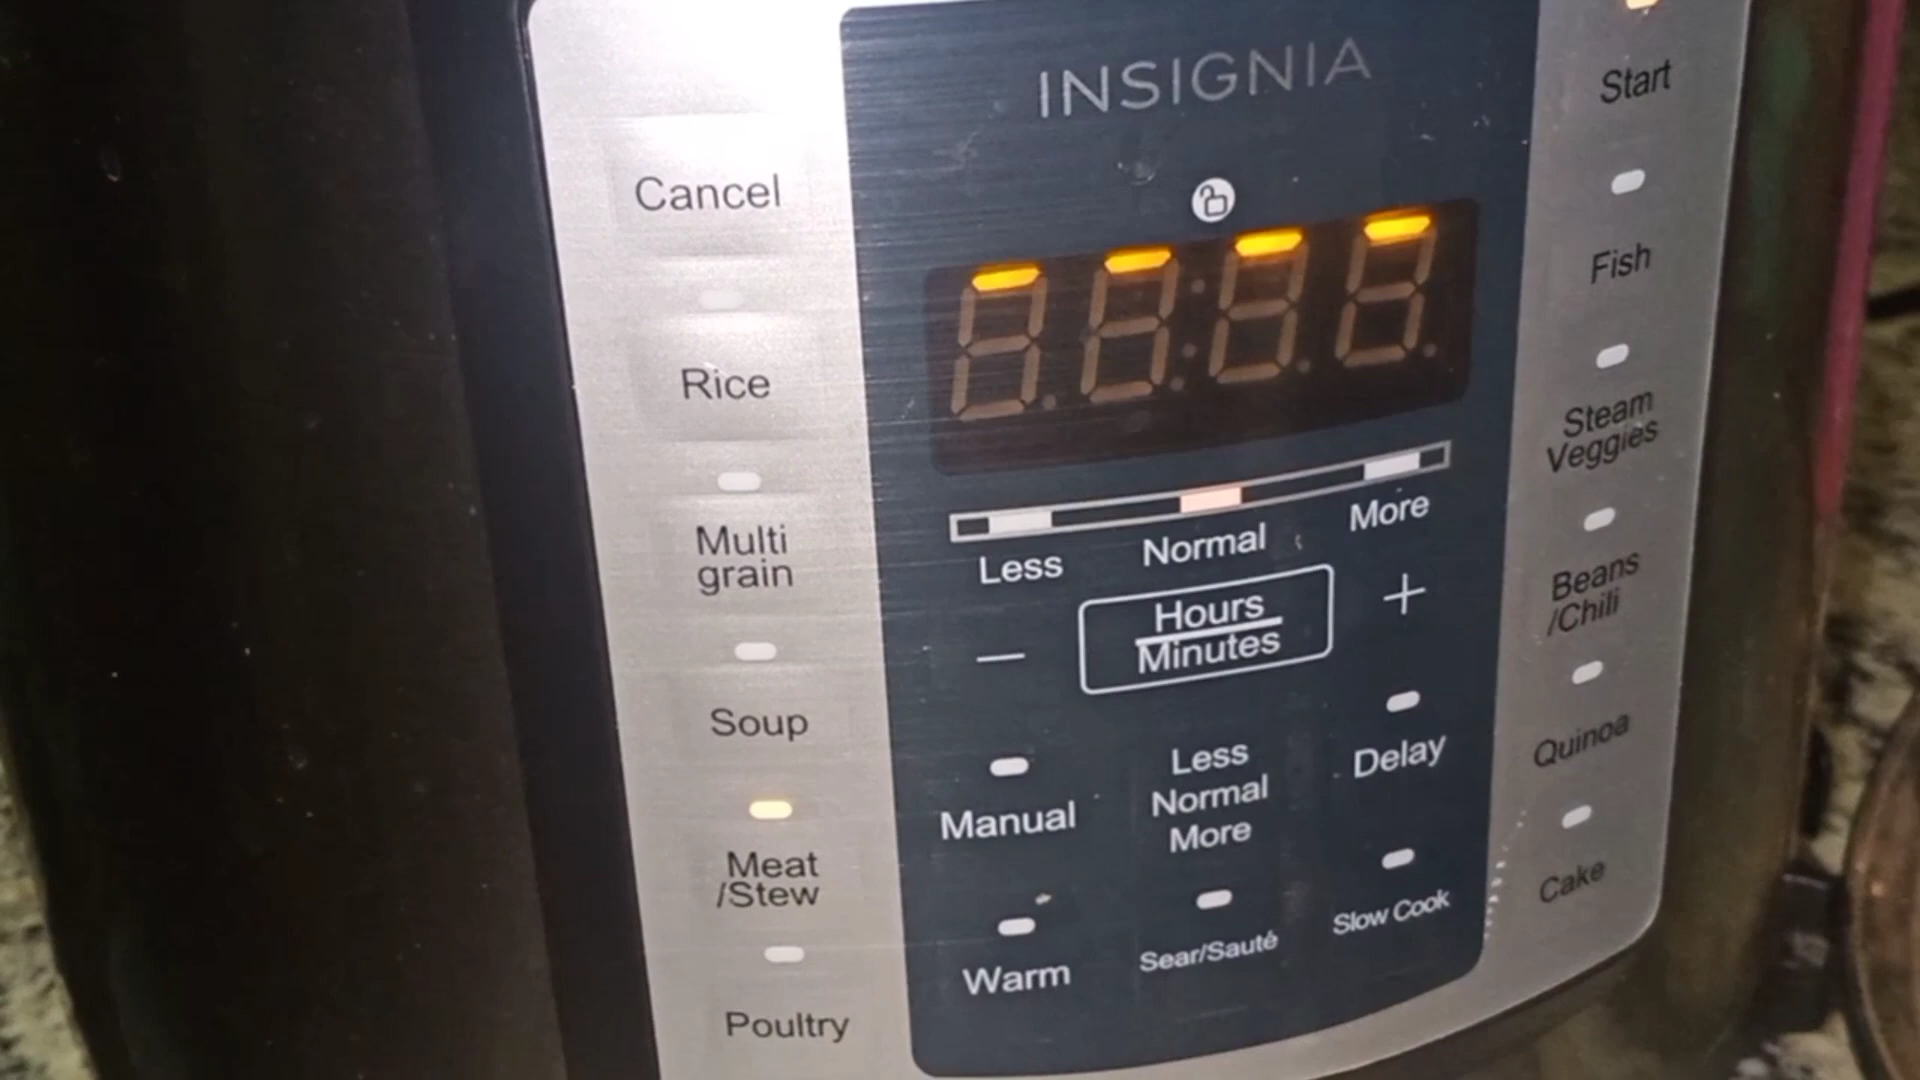 INSIGNIA
Cancel
Rice
Multi
grain
Soup
Meat
/Stew
Poultry
Less
Normal
More
–
Hours
Minutes
+
Manual
Less
Normal
More
Delay
Warm
Sear/Sauté
Slow Cook
Start
Fish
Steam
Veggies
Beans
/Chili
Quinoa
Cake